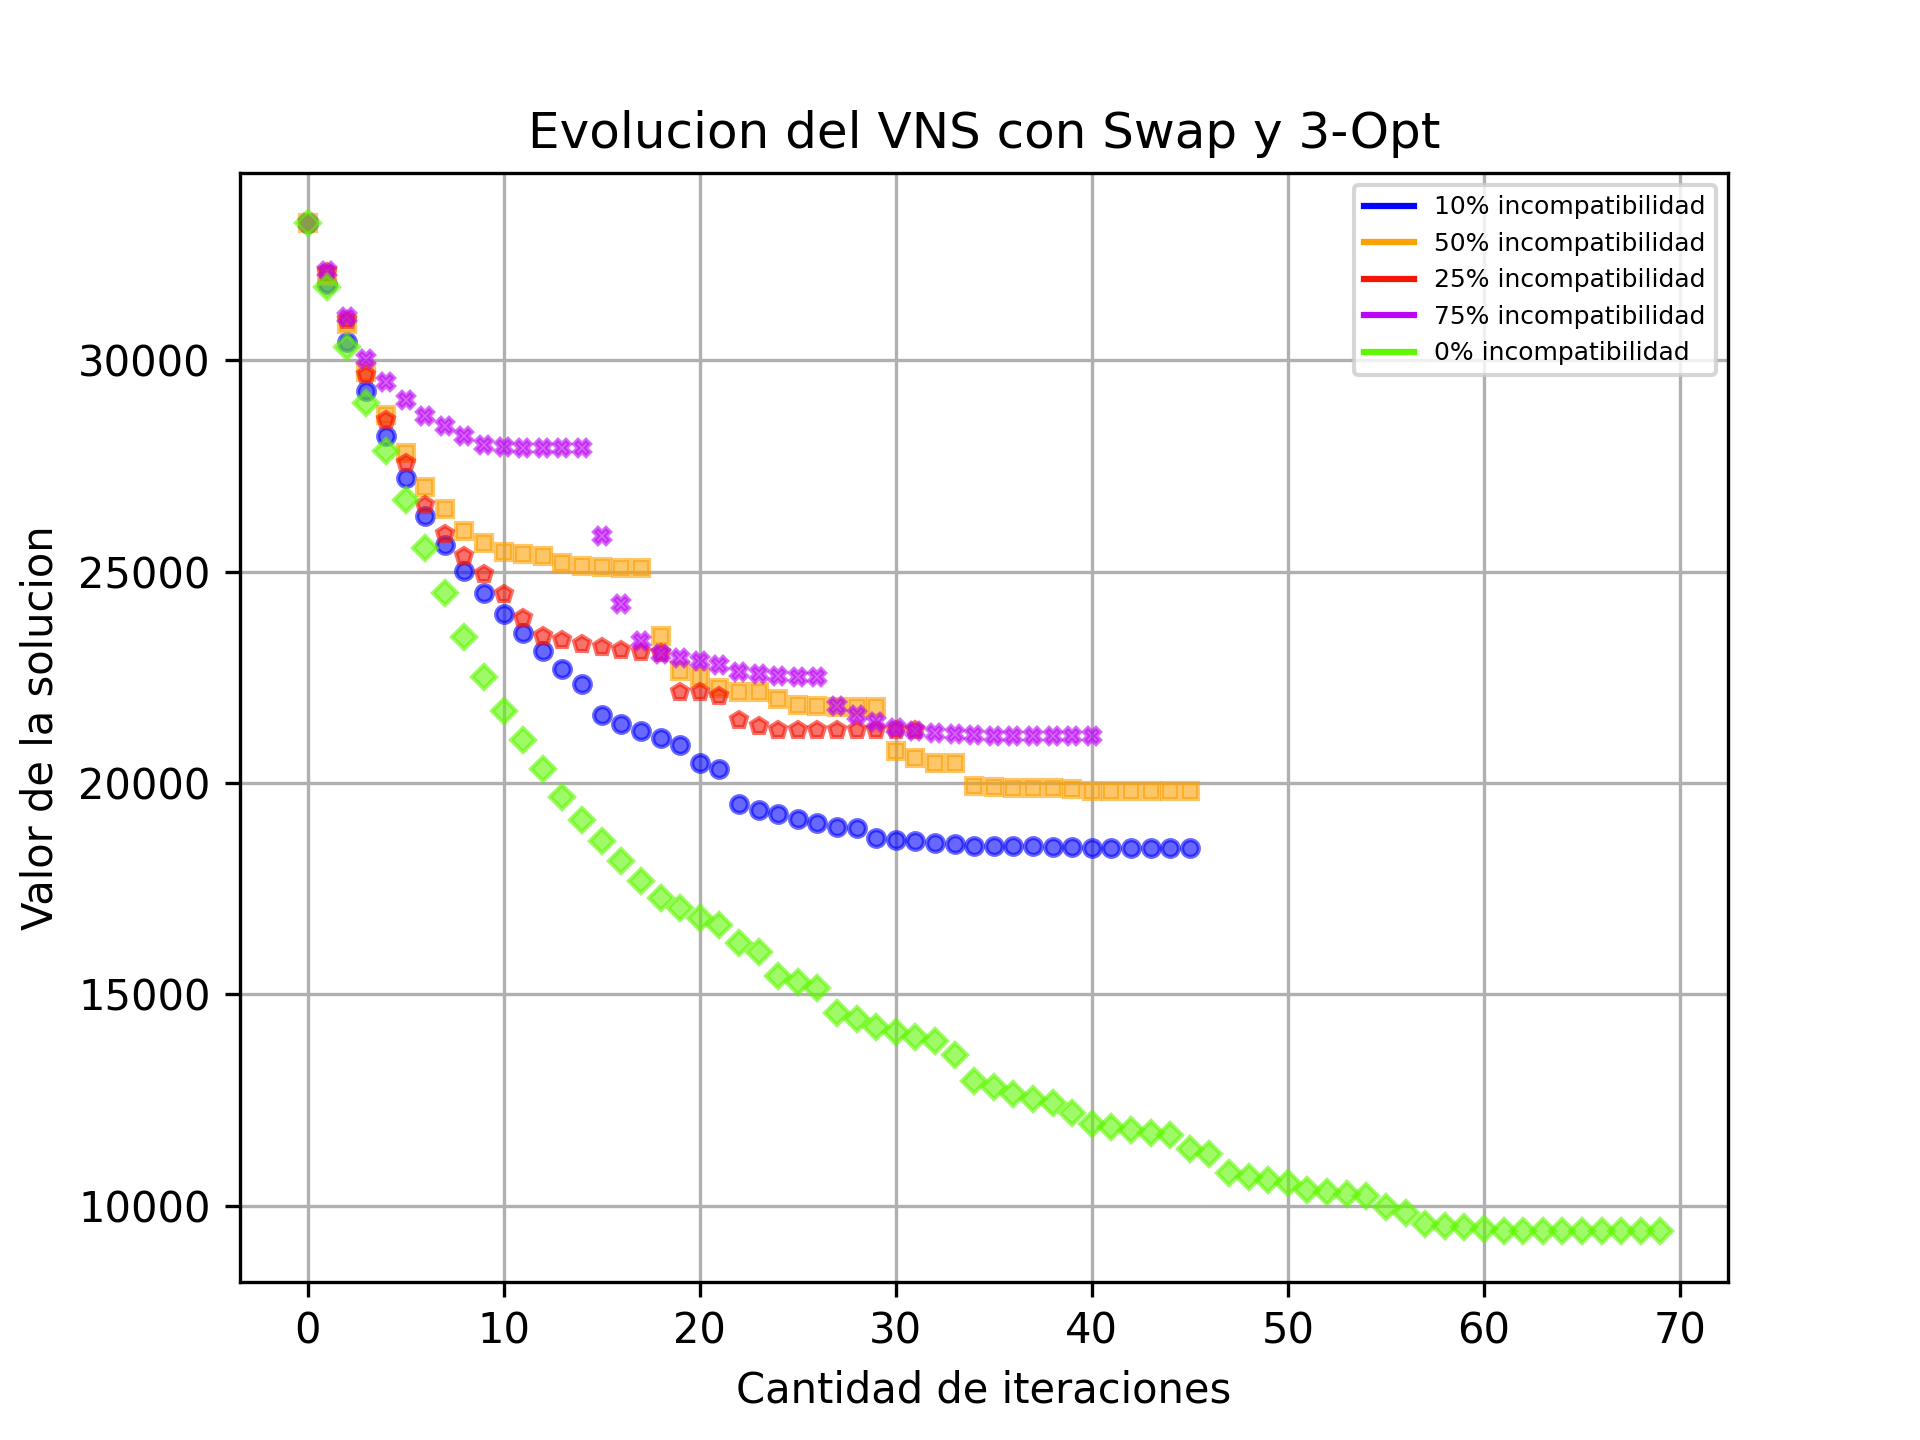 Evolucion del VNS con Swap y 3-Opt
10% incompatibilidad
50% incompatibilidad
25% incompatibilidad
75% incompatibilidad
0% incompatibilidad
Valor de la solucion
30000
25000
20000
15000
10000
0 10 20 30 40 50 60 70
Cantidad de iteraciones